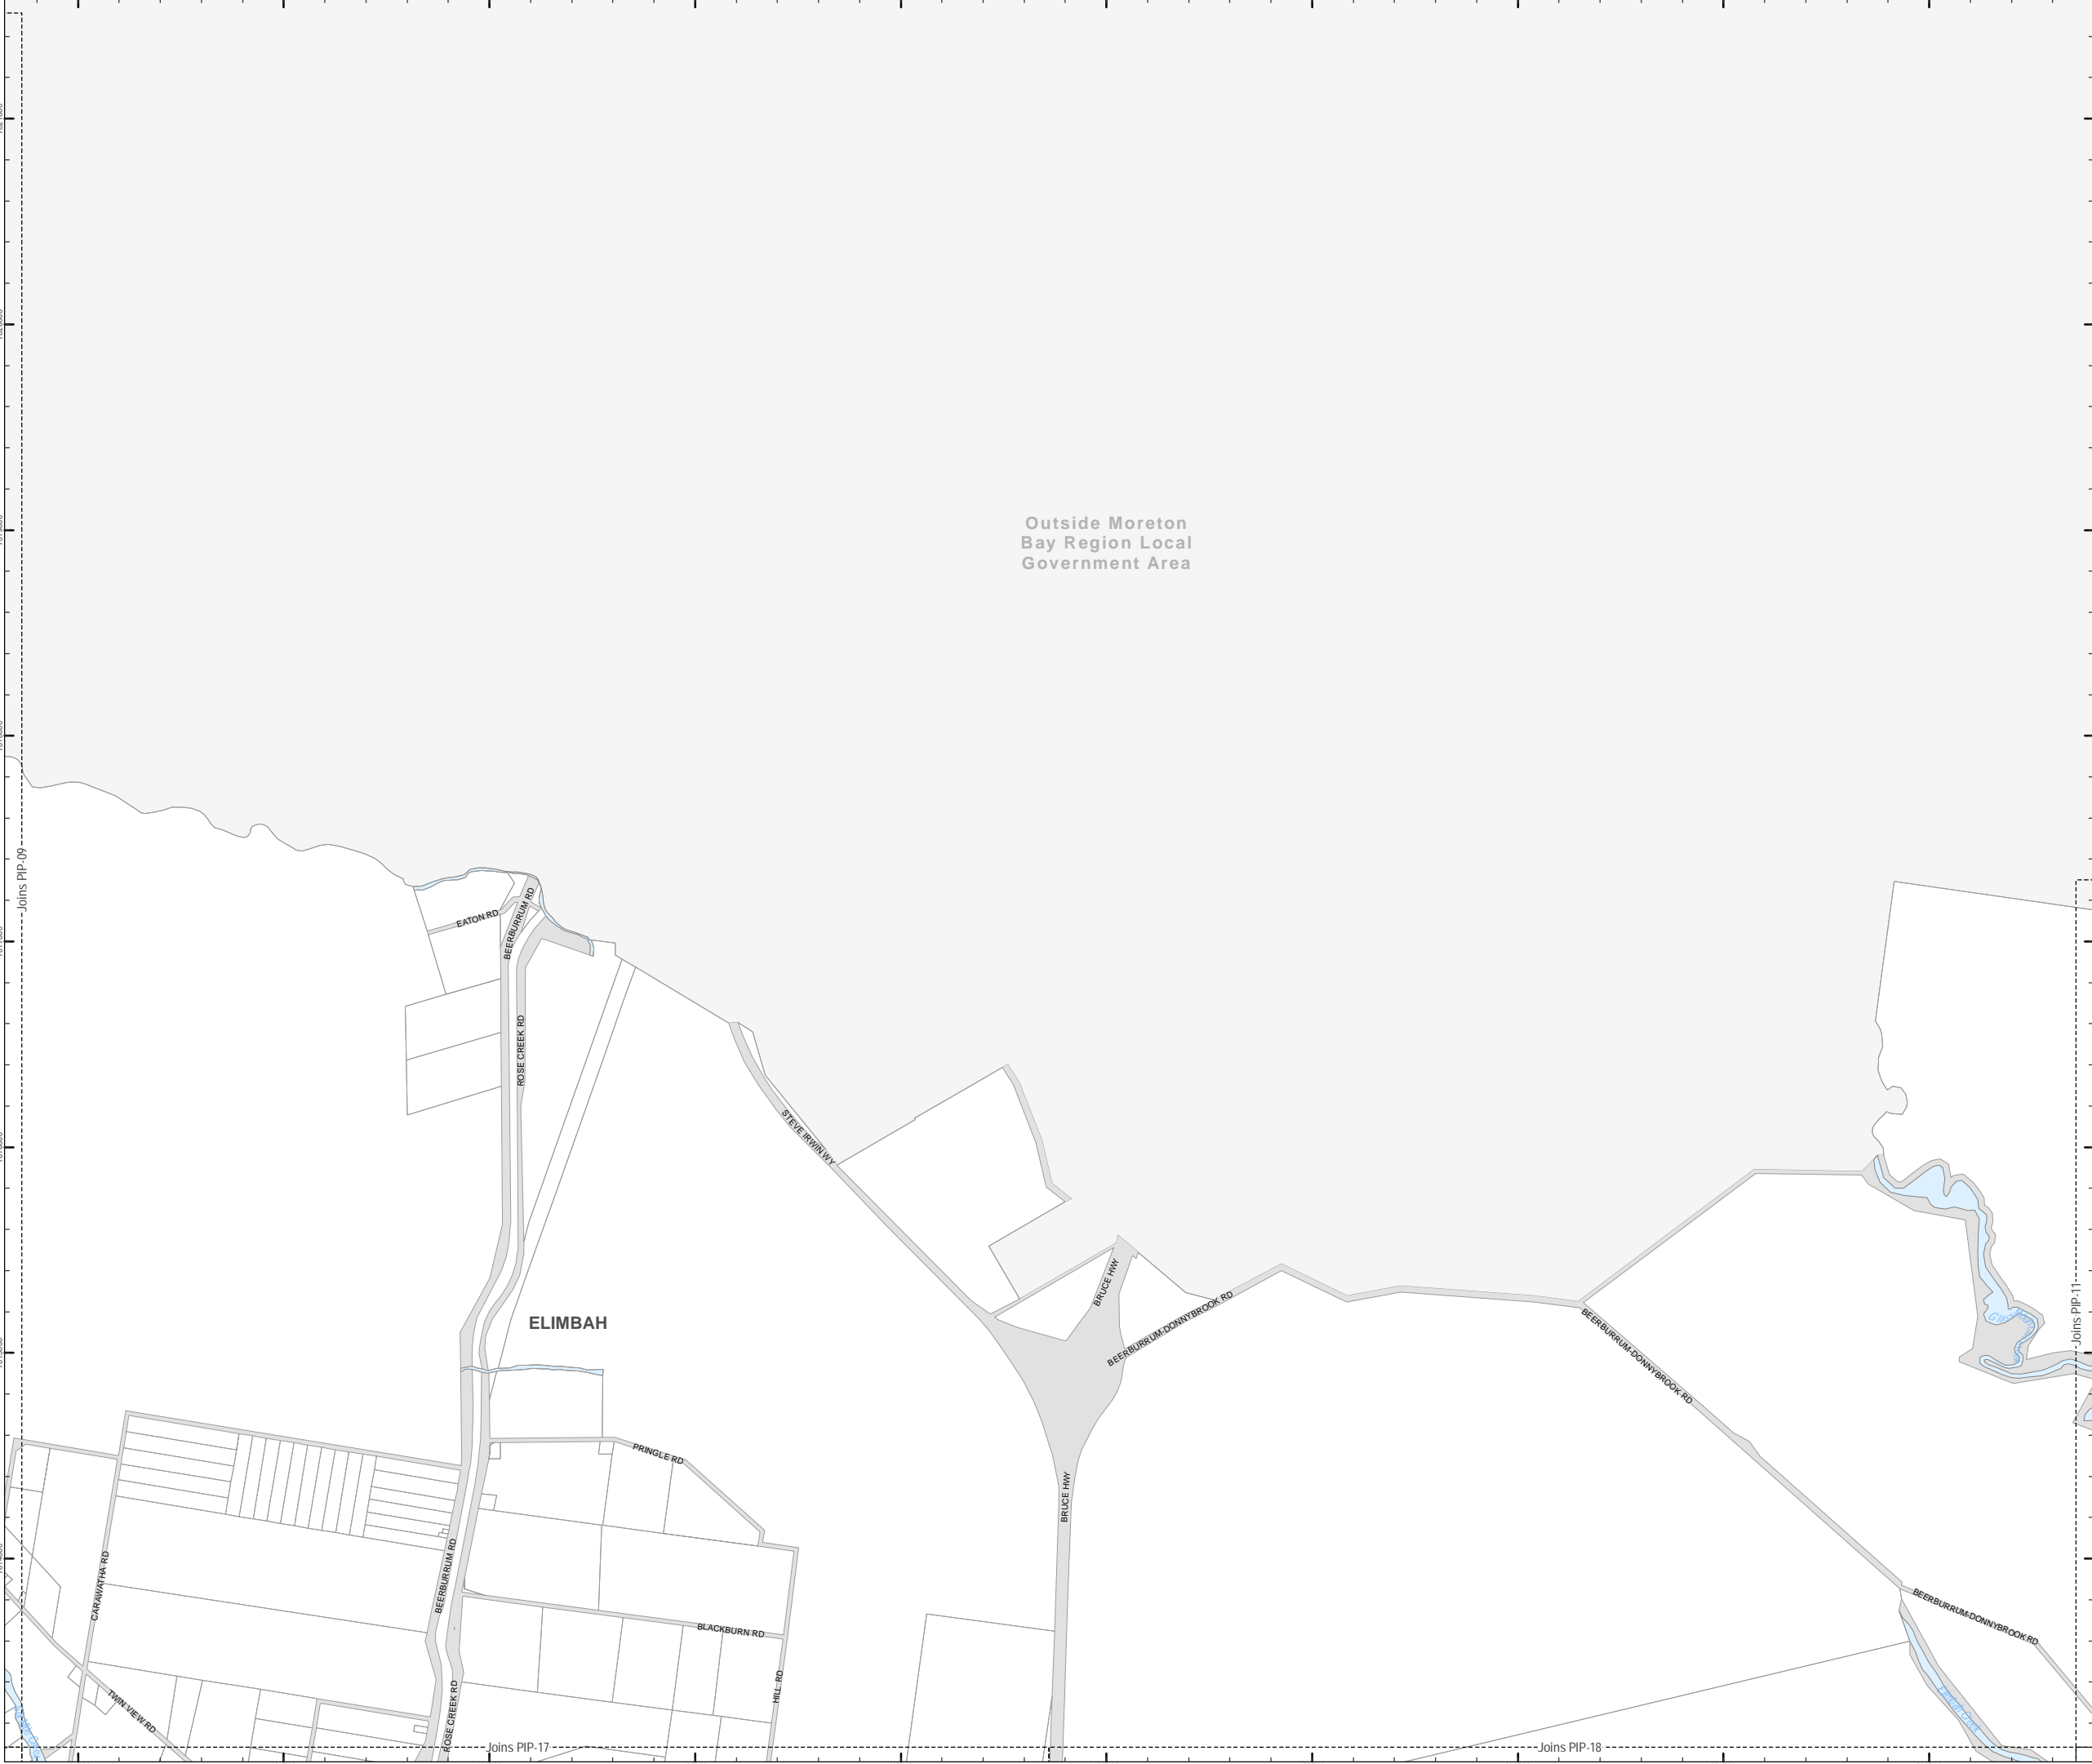 Outside Moreton
Bay Region Local
Government Area
Joins PIP-09
EATON RD
BEERBURRUM RD
ROSE CREEK RD
STEVE IRWIN WY
BRUCE HWY
BEERBURRUM-DONNYBROOK RD
BEERBURRUM-DONNYBROOK RD
Joins PIP-11
ELIMBAH
PRINGLE RD
BRUCE HWY
CARAWATHA RD
BEERBURRUM RD
BLACKBURN RD
HILL RD
BEERBURRUM-DONNYBROOK RD
TWIN VIEW RD
ROSE CREEK RD
Elimbah Creek
Joins PIP-17
Joins PIP-18